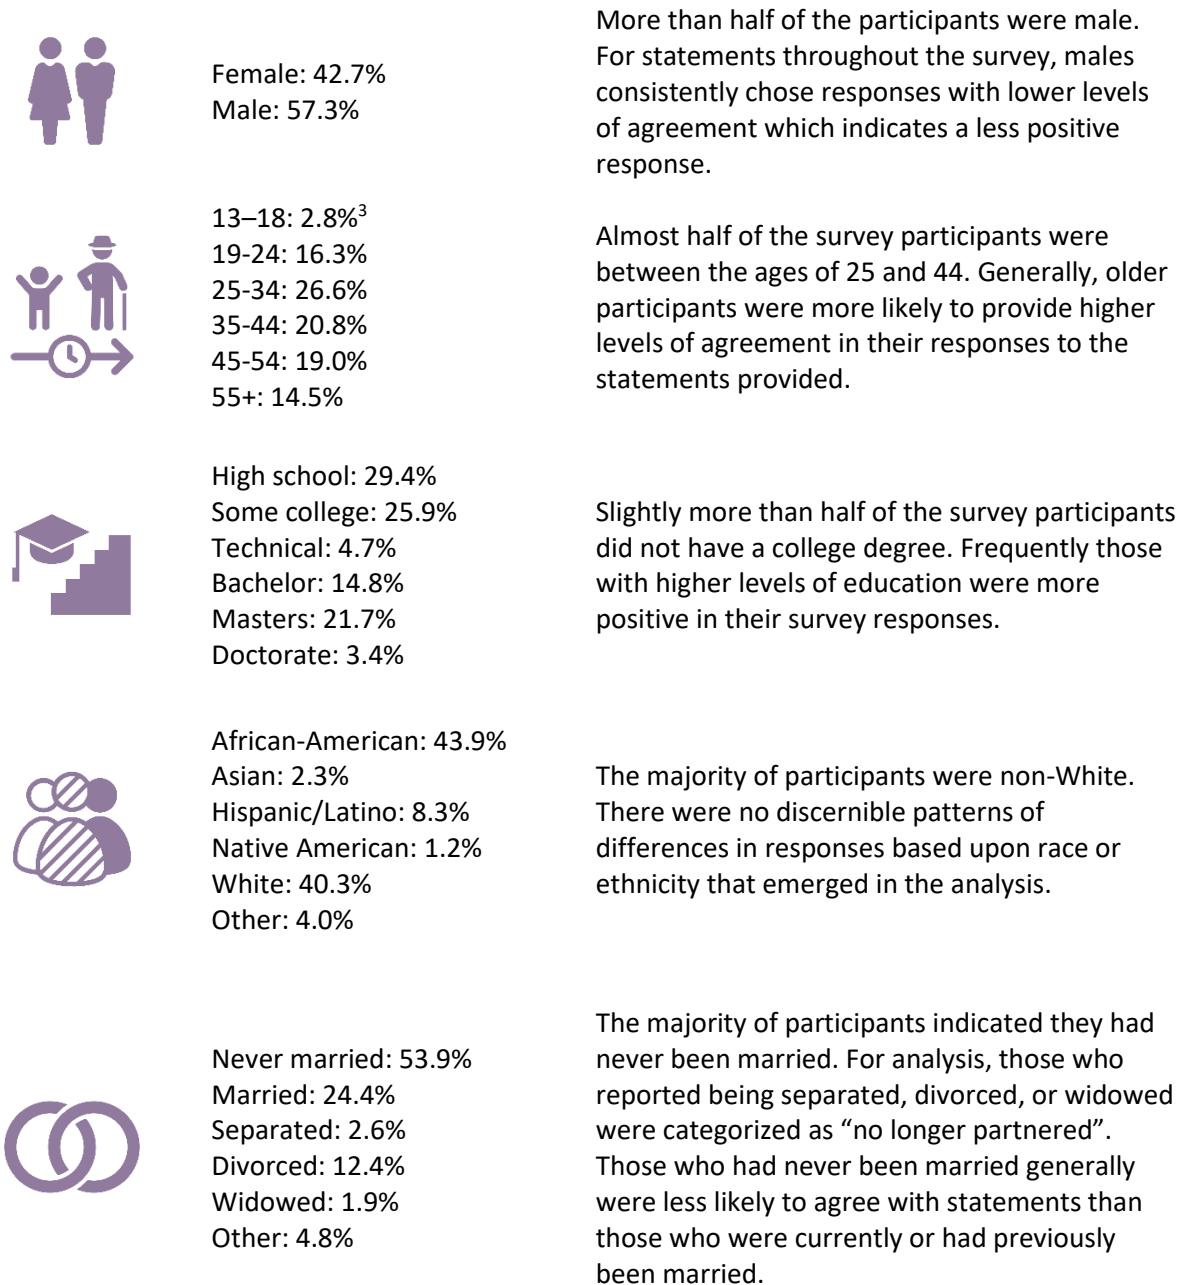 Female: 42.7%
Male: 57.3%
More than half of the participants were male.
For statements throughout the survey, males
consistently chose responses with lower levels
of agreement which indicates a less positive
response.
13–18: 2.8%³
19-24: 16.3%
25-34: 26.6%
35-44: 20.8%
45-54: 19.0%
55+: 14.5%
Almost half of the survey participants were
between the ages of 25 and 44. Generally, older
participants were more likely to provide higher
levels of agreement in their responses to the
statements provided.
High school: 29.4%
Some college: 25.9%
Technical: 4.7%
Bachelor: 14.8%
Masters: 21.7%
Doctorate: 3.4%
Slightly more than half of the survey participants
did not have a college degree. Frequently those
with higher levels of education were more
positive in their survey responses.
African-American: 43.9%
Asian: 2.3%
Hispanic/Latino: 8.3%
Native American: 1.2%
White: 40.3%
Other: 4.0%
The majority of participants were non-White.
There were no discernible patterns of
differences in responses based upon race or
ethnicity that emerged in the analysis.
Never married: 53.9%
Married: 24.4%
Separated: 2.6%
Divorced: 12.4%
Widowed: 1.9%
Other: 4.8%
The majority of participants indicated they had
never been married. For analysis, those who
reported being separated, divorced, or widowed
were categorized as “no longer partnered”.
Those who had never been married generally
were less likely to agree with statements than
those who were currently or had previously
been married.